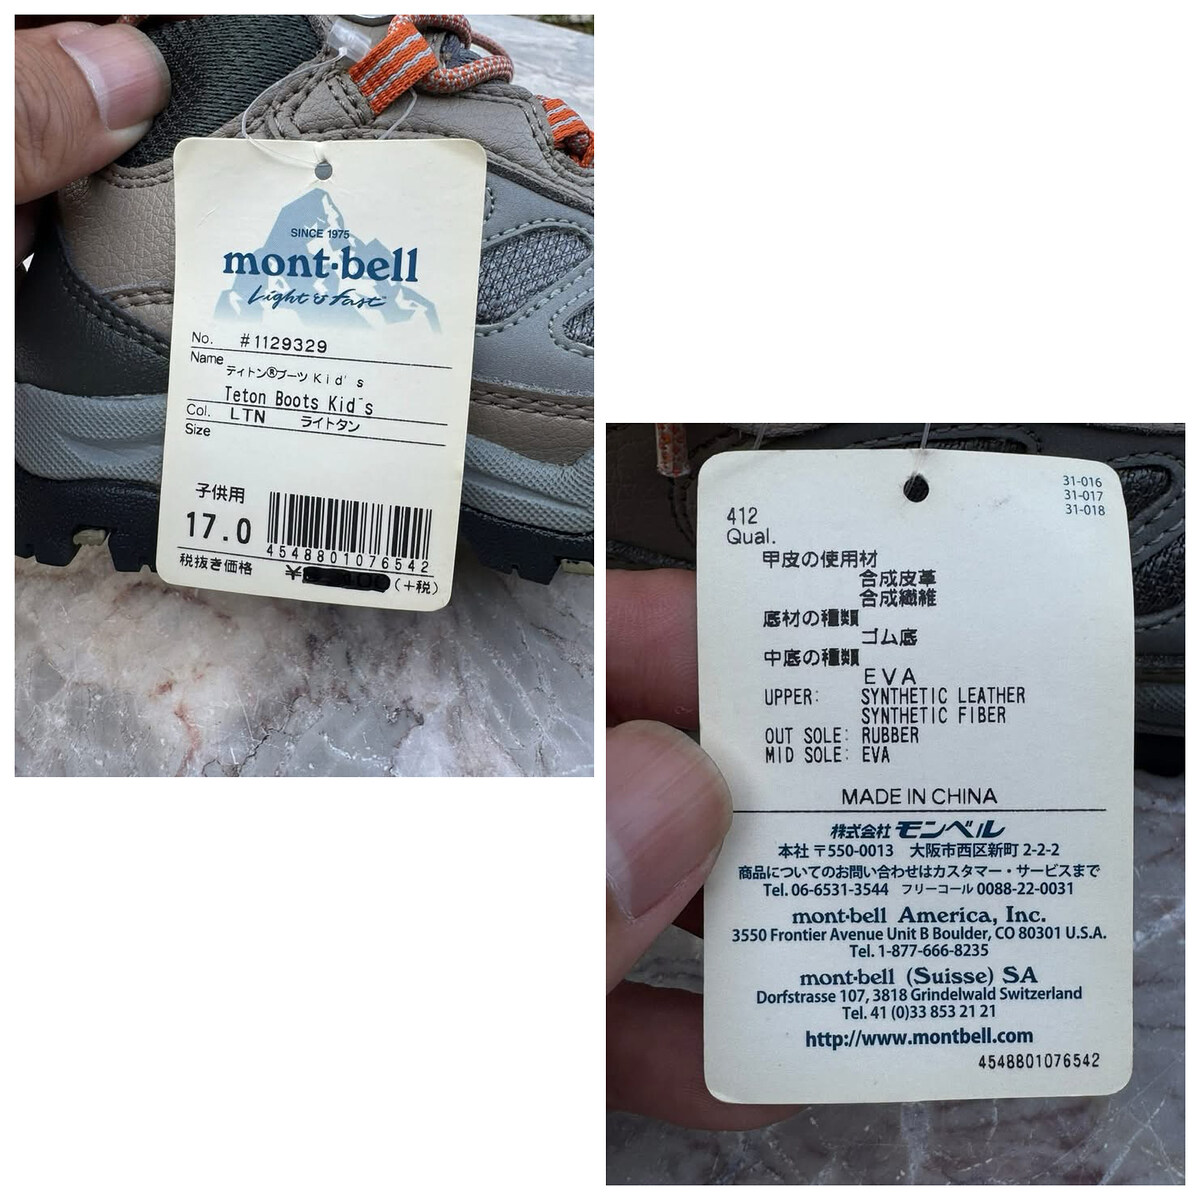 SINCE 1975
mont·bell
Light & Fast
No. #1129329
Name
ティトン®ブーツ Kid's
Teton Boots Kid's
Col. LTN ライトタン
Size
子供用
17.0
4548801076542
税抜き価格 ¥ 00 (+税)
31-016
31-017
31-018
412
Qual.
甲皮の使用材
合成皮革
合成繊維
底材の種類
ゴム底
中底の種類
EVA
UPPER: SYNTHETIC LEATHER
SYNTHETIC FIBER
OUT SOLE: RUBBER
MID SOLE: EVA
MADE IN CHINA
株式会社 モンベル
本社 〒550-0013 大阪市西区新町 2-2-2
商品についてのお問い合わせはカスタマー・サービスまで
Tel. 06-6531-3544 フリーコール 0088-22-0031
mont·bell America, Inc.
3550 Frontier Avenue Unit B Boulder, CO 80301 U.S.A.
Tel. 1-877-666-8235
mont·bell (Suisse) SA
Dorfstrasse 107, 3818 Grindelwald Switzerland
Tel. 41 (0)33 853 21 21
http://www.montbell.com
4548801076542